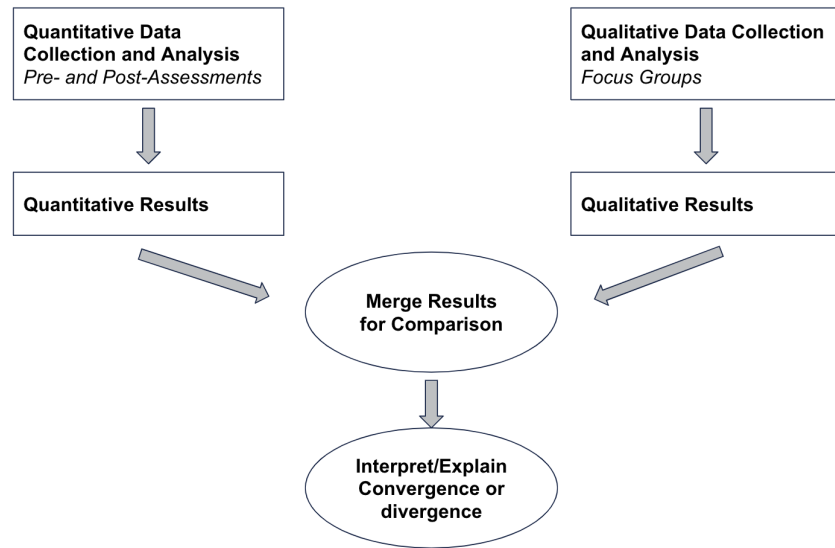 Quantitative Data
Collection and Analysis
Pre- and Post-Assessments
Qualitative Data Collection
and Analysis
Focus Groups
Quantitative Results
Qualitative Results
Merge Results
for Comparison
Interpret/Explain
Convergence or
divergence